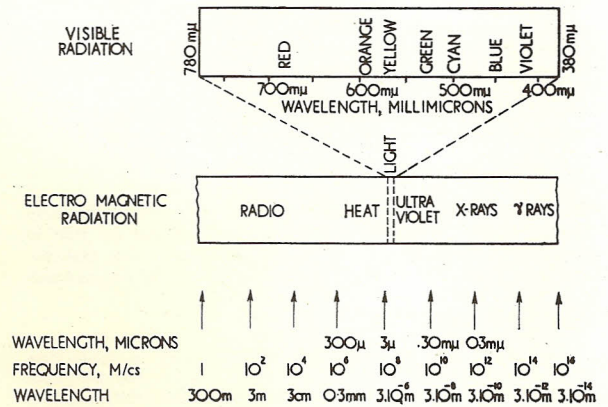 VISIBLE
RADIATION
780mμ
RED
ORANGE
YELLOW
GREEN
CYAN
BLUE
VIOLET
380mμ
700mμ 600mμ 500mμ 400mμ
WAVELENGTH, MILLIMICRONS
LIGHT
ELECTRO MAGNETIC
RADIATION
RADIO HEAT ULTRA VIOLET X-RAYS γ RAYS
WAVELENGTH, MICRONS 300μ 3μ .30mμ 03mμ
FREQUENCY, M/cs 1 10² 10⁴ 10⁶ 10⁸ 10¹⁰ 10¹² 10¹⁴ 10¹⁶
WAVELENGTH 300m 3m 3cm 03mm 3.10⁻⁶m 3.10⁻⁸m 3.10⁻¹⁰m 3.10⁻¹²m 3.10⁻¹⁴m